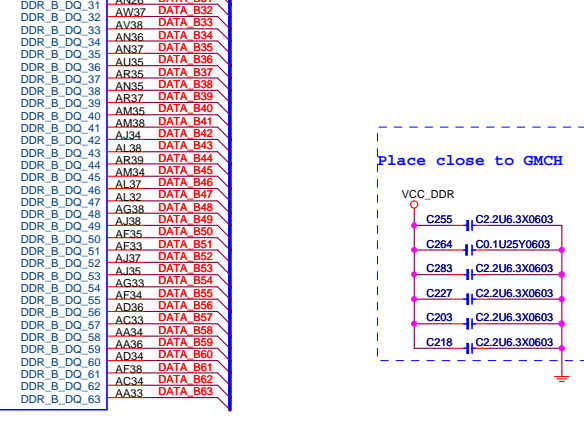 DDR_B_DQ_31
DDR_B_DQ_32 AW37 DATA_B32
DDR_B_DQ_33 AV38 DATA_B33
DDR_B_DQ_34 AN36 DATA_B34
DDR_B_DQ_35 AN37 DATA_B35
DDR_B_DQ_36 AU35 DATA_B36
DDR_B_DQ_37 AR35 DATA_B37
DDR_B_DQ_38 AN35 DATA_B38
DDR_B_DQ_39 AR37 DATA_B39
DDR_B_DQ_40 AM35 DATA_B40
DDR_B_DQ_41 AM38 DATA_B41
DDR_B_DQ_42 AJ34 DATA_B42
DDR_B_DQ_43 AL38 DATA_B43
DDR_B_DQ_44 AR39 DATA_B44
DDR_B_DQ_45 AM34 DATA_B45
DDR_B_DQ_46 AL37 DATA_B46
DDR_B_DQ_47 AL32 DATA_B47
DDR_B_DQ_48 AG38 DATA_B48
DDR_B_DQ_49 AJ38 DATA_B49
DDR_B_DQ_50 AF35 DATA_B50
DDR_B_DQ_51 AF33 DATA_B51
DDR_B_DQ_52 AJ37 DATA_B52
DDR_B_DQ_53 AJ35 DATA_B53
DDR_B_DQ_54 AG33 DATA_B54
DDR_B_DQ_55 AF34 DATA_B55
DDR_B_DQ_56 AD36 DATA_B56
DDR_B_DQ_57 AC33 DATA_B57
DDR_B_DQ_58 AA34 DATA_B58
DDR_B_DQ_59 AA36 DATA_B59
DDR_B_DQ_60 AD34 DATA_B60
DDR_B_DQ_61 AF38 DATA_B61
DDR_B_DQ_62 AC34 DATA_B62
DDR_B_DQ_63 AA33 DATA_B63
Place close to GMCH
VCC_DDR
C255 C2.2U6.3X0603
C264 C0.1U25Y0603
C283 C2.2U6.3X0603
C227 C2.2U6.3X0603
C203 C2.2U6.3X0603
C218 C2.2U6.3X0603